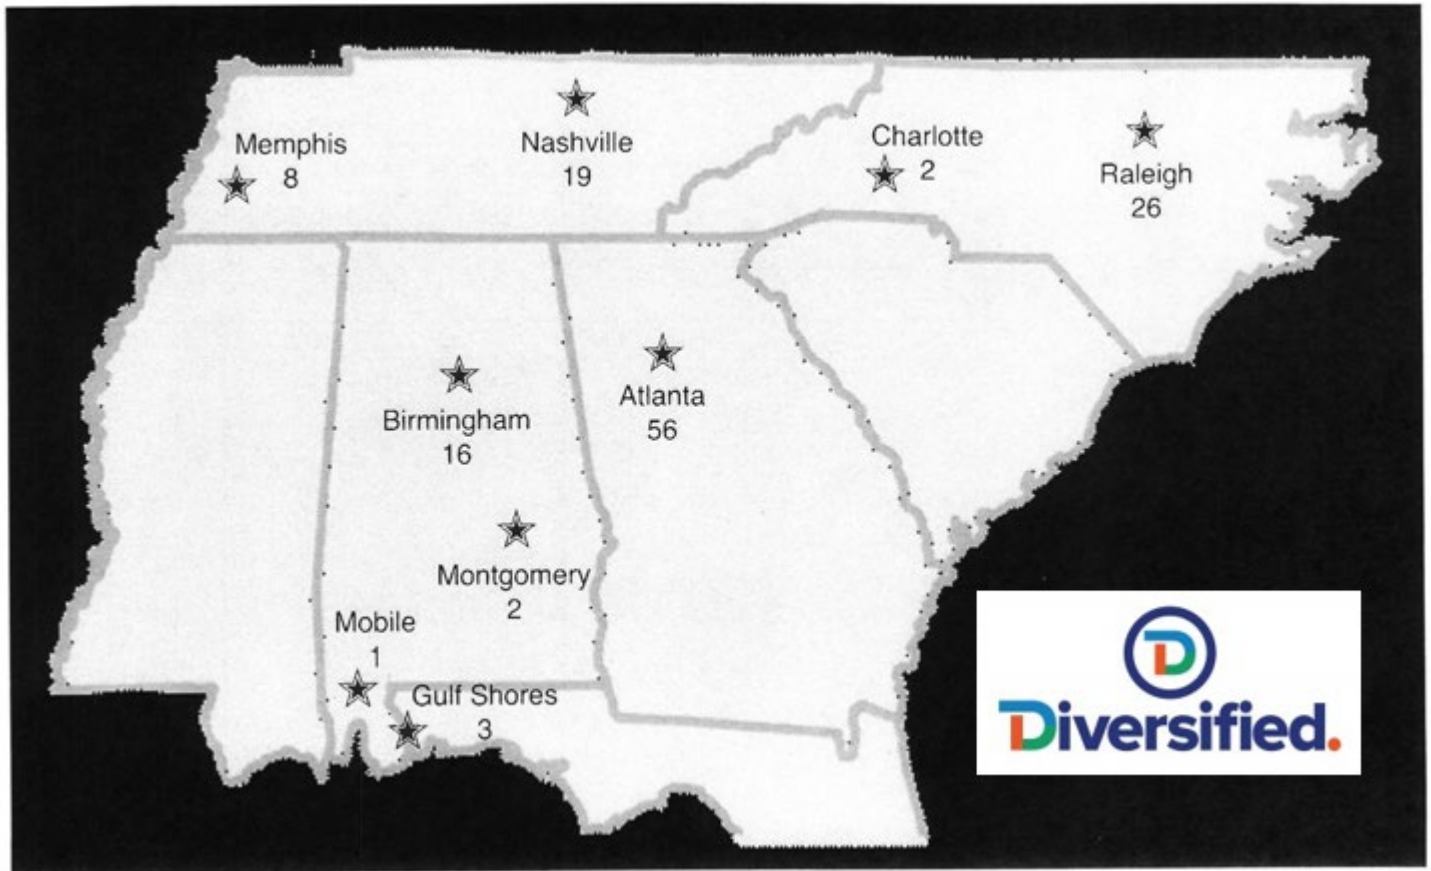 Nashville
19
Memphis
8
Charlotte
2
Raleigh
26
Birmingham
16
Atlanta
56
Montgomery
2
Mobile
1
Gulf Shores
3
D
Diversified.